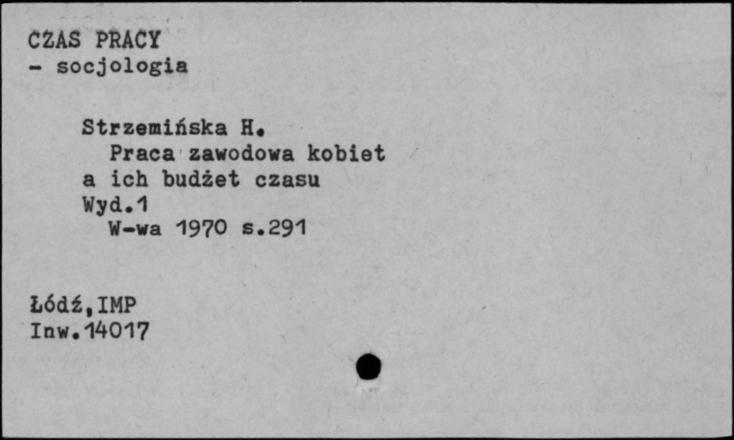 CZAS PRACY
- socjologia
Strzemińska H.
Praca zawodowa kobiet
a ich budżet czasu
Wyd.1
W-wa 1970 s.291
Łódź,IMP
Inw.14017